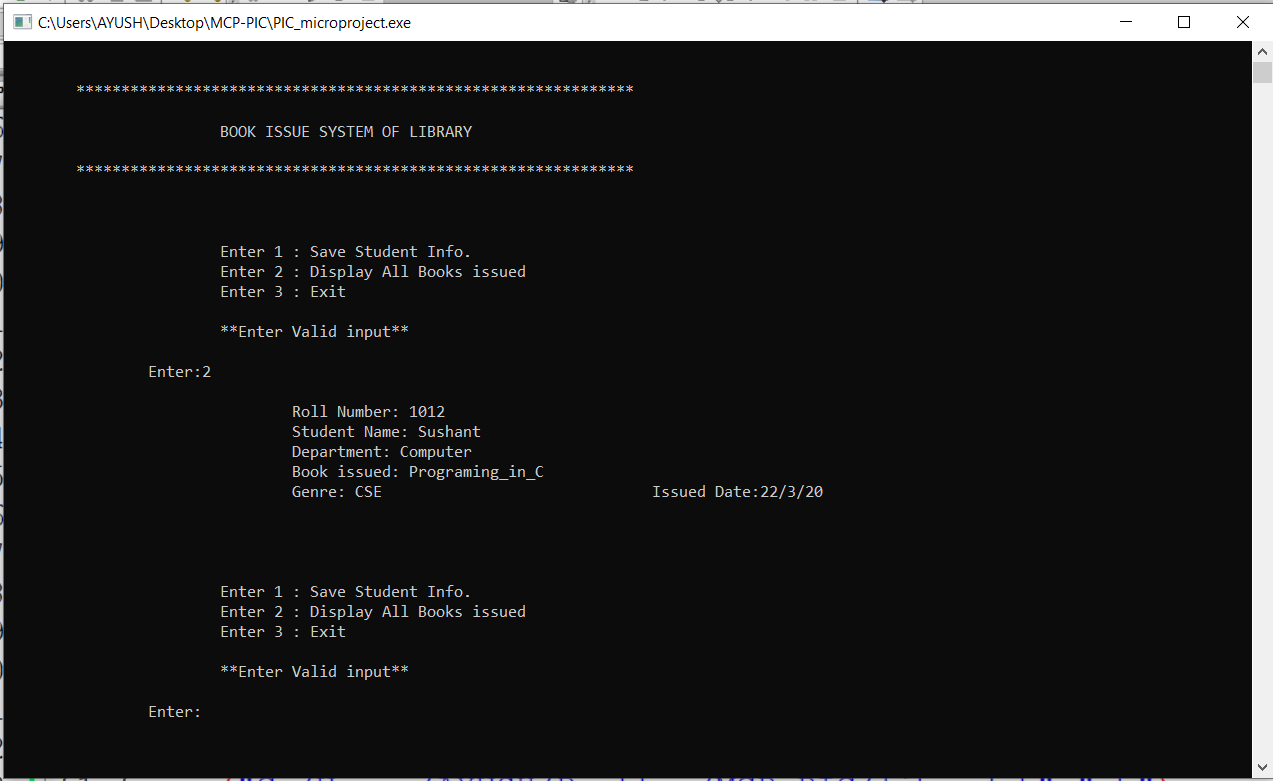 C:\Users\AYUSH\Desktop\MCP-PIC\PIC_microproject.exe
**************************************************************
BOOK ISSUE SYSTEM OF LIBRARY
**************************************************************
Enter 1 : Save Student Info.
Enter 2 : Display All Books issued
Enter 3 : Exit
**Enter Valid input**
Enter:2
Roll Number: 1012
Student Name: Sushant
Department: Computer
Book issued: Programing_in_C
Genre: CSE Issued Date:22/3/20
Enter 1 : Save Student Info.
Enter 2 : Display All Books issued
Enter 3 : Exit
**Enter Valid input**
Enter: